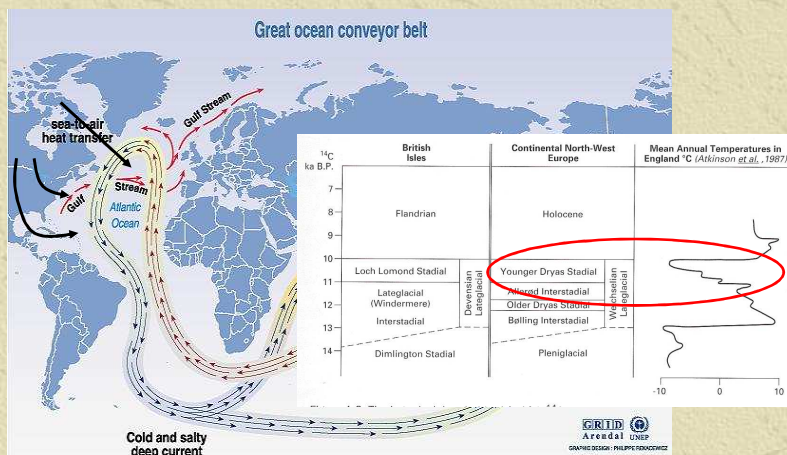 Great ocean conveyor belt
sea-to-air
heat transfer
Gulf Stream
Gulf
Stream
Atlantic
Ocean
Cold and salty
deep current
14C
ka B.P.
British
Isles
Continental North-West
Europe
Mean Annual Temperatures in
England °C (Atkinson et al., 1987)
7
8
9
10
11
12
13
14
Flandrian
Holocene
Loch Lomond Stadial
Younger Dryas Stadial
Lateglacial
(Windermere)
Interstadial
Devensian
Lateglacial
Allerød Interstadial
Older Dryas Stadial
Bølling Interstadial
Weichselian
Lateglacial
Dimlington Stadial
Pleniglacial
-10
0
10
GRID
Arendal UNEP
GRAPHIC DESIGN : PHILIPPE REKACEWICZ